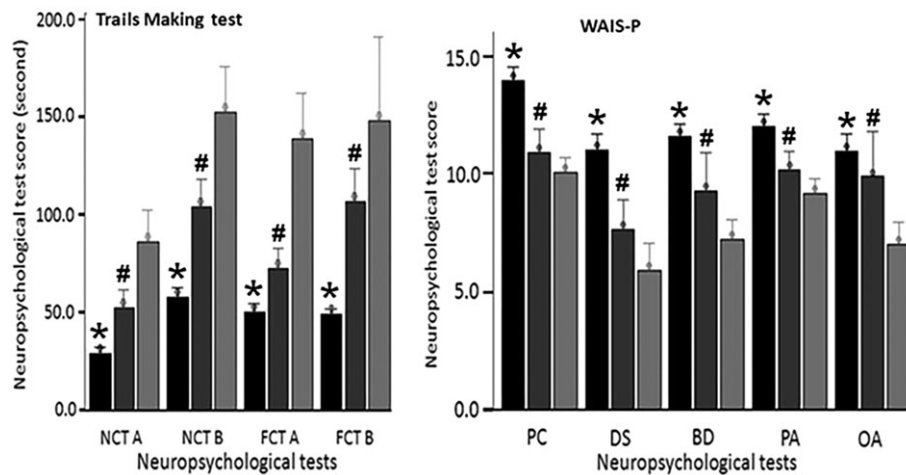 Trails Making test
Neuropsychological test score (second)
200.0
150.0
100.0
50.0
0.0
* # * # * # * #
NCT A NCT B FCT A FCT B
Neuropsychological tests
WAIS-P
Neuropsychological test score
15.0
10.0
5.0
0.0
* # * # * # * # * #
PC DS BD PA OA
Neuropsychological tests